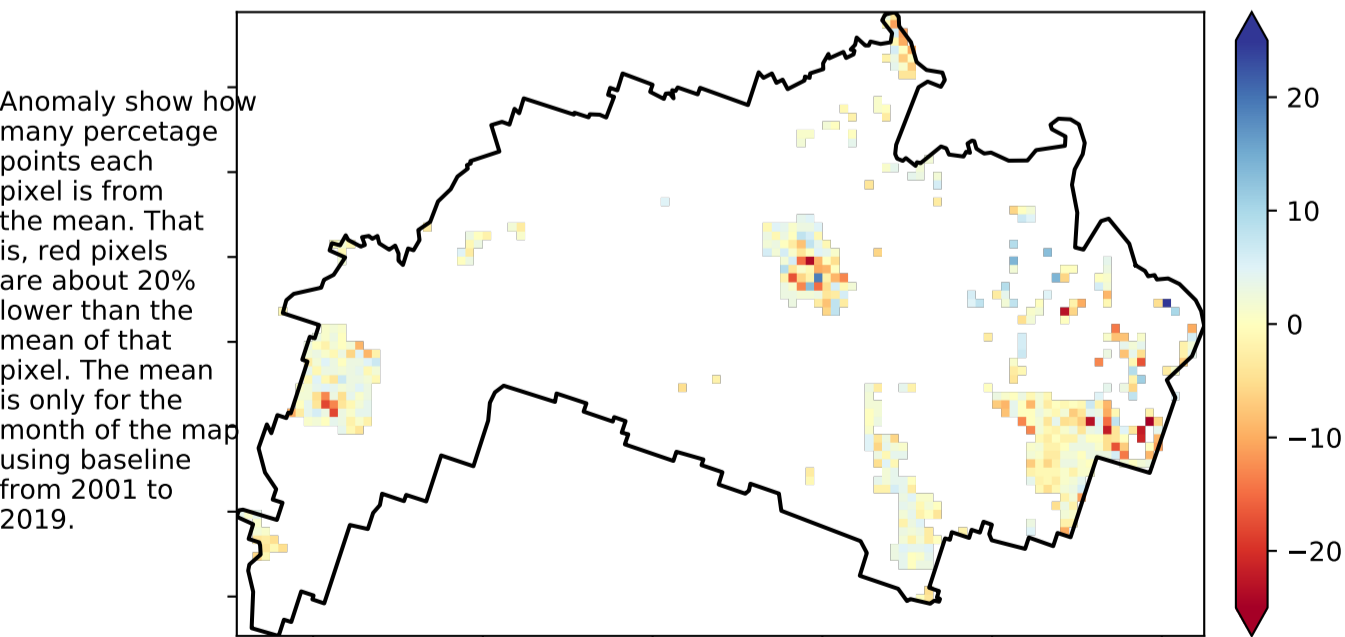 Anomaly show how
many percetage
points each
pixel is from
the mean. That
is, red pixels
are about 20%
lower than the
mean of that
pixel. The mean
is only for the
month of the map
using baseline
from 2001 to
2019.
20
10
0
−10
−20